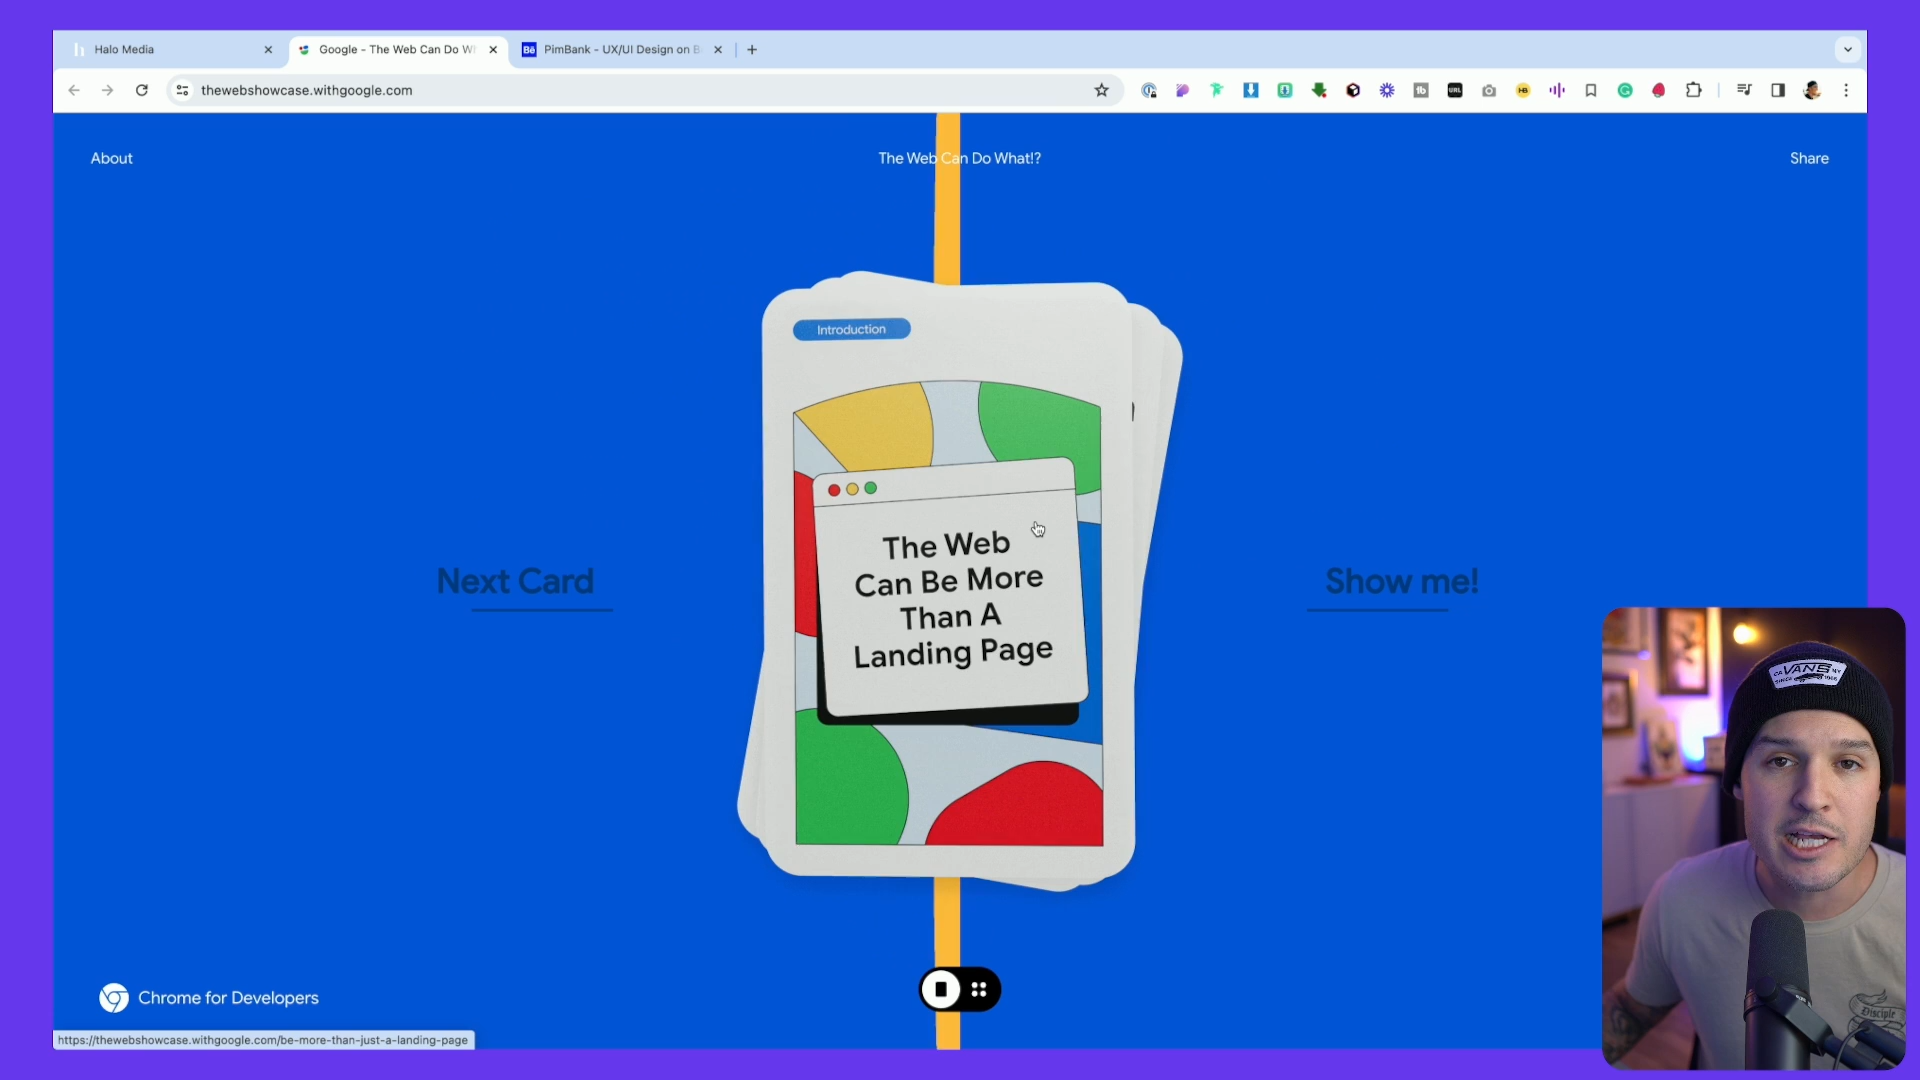 Halo Media
Google - The Web Can Do W
PimBank - UX/UI Design on B
thewebshowcase.withgoogle.com
About
The Web Can Do What!?
Share
Introduction
The Web
Can Be More
Than A
Landing Page
Next Card
Show me!
VANS
Disciple
Chrome for Developers
https://thewebshowcase.withgoogle.com/be-more-than-just-a-landing-page